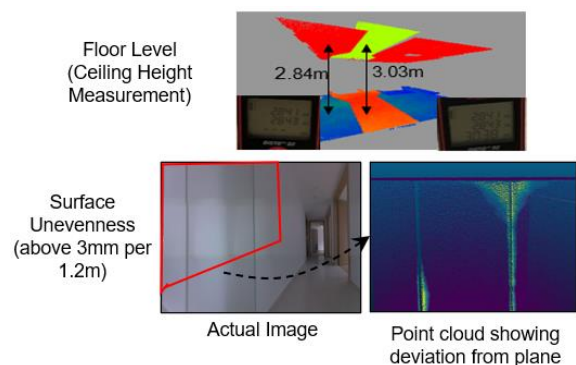 Floor Level
(Ceiling Height
Measurement)
2.84m
3.03m
Surface
Unevenness
(above 3mm per
1.2m)
Actual Image
Point cloud showing
deviation from plane